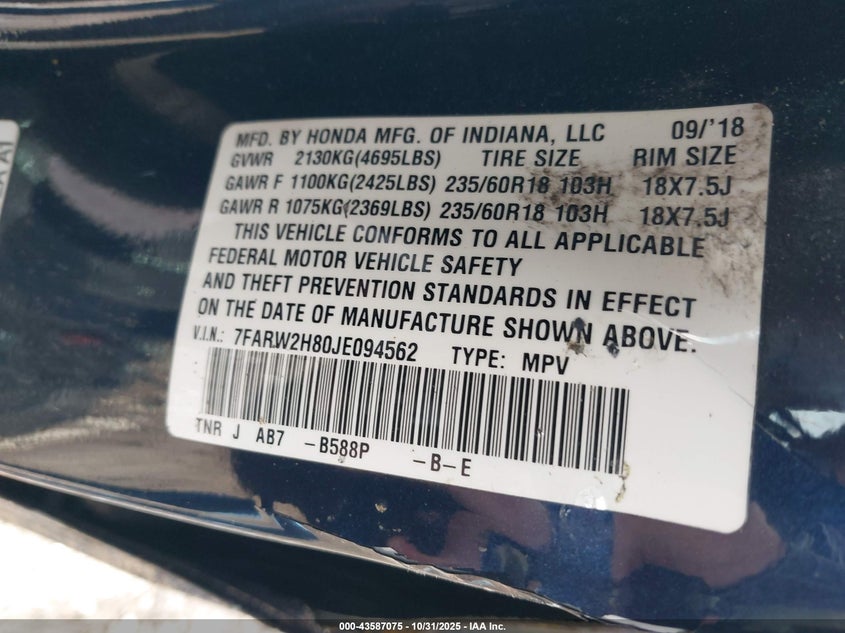 MFD. BY HONDA MFG. OF INDIANA, LLC 09/'18
GVWR 2130KG(4695LBS) TIRE SIZE RIM SIZE
GAWR F 1100KG(2425LBS) 235/60R18 103H 18X7.5J
GAWR R 1075KG(2369LBS) 235/60R18 103H 18X7.5J
THIS VEHICLE CONFORMS TO ALL APPLICABLE
FEDERAL MOTOR VEHICLE SAFETY
AND THEFT PREVENTION STANDARDS IN EFFECT
ON THE DATE OF MANUFACTURE SHOWN ABOVE.
V.I.N.: 7FARW2H80JE094562 TYPE: MPV
TNR J AB7 -B588P -B-E
000-43587075 - 10/31/2025 - IAA Inc.